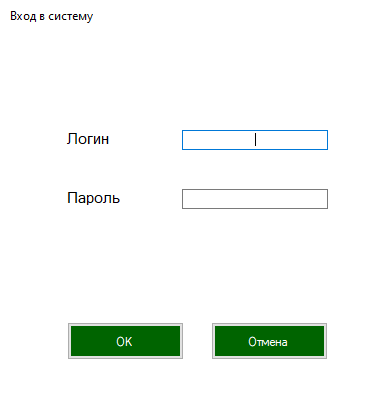 Вход в систему
Логин
Пароль
OK
Отмена